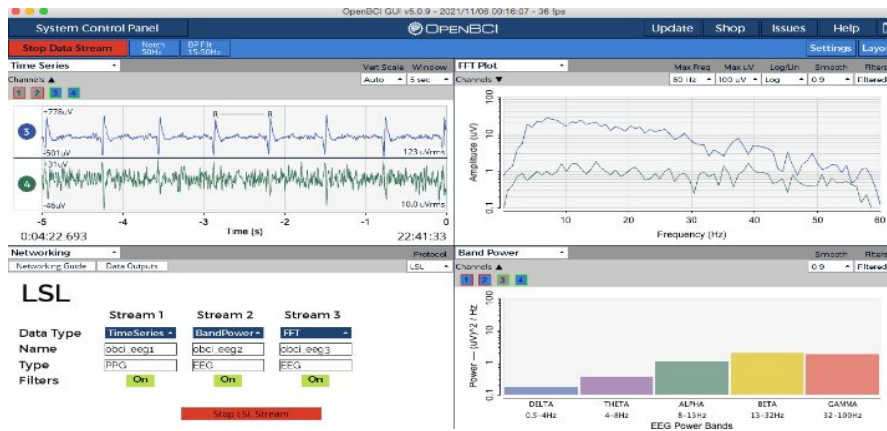 OpenBCI GUI v5.0.9 - 2021/11/08 00:16:07 - 36 fps
System Control Panel
OPENBCI
Update Shop Issues Help
Stop Data Stream
Notch
50Hz
BP Filt
15-50Hz
Settings Layou
Time Series
Vert Scale Window
Channels
Auto 5 sec
1 2 3 4
+778uV
R R
3
-501uV
123 uVrms
+31uV
4
-46uV
10.0 uVrms
-5 -4 -3 -2 -1 0
Time (s)
0:04:22.693
22:41:33
FFT Plot
Max Freq Max uV Log/Lin Smooth Filters
Channels
60 Hz 100 uV Log 0.9 Filtered
Amplitude (uV)
100
10
1
0.1
10 20 30 40 50 60
Frequency (Hz)
Networking
Protocol
Networking Guide Data Outputs
LSL
LSL
Stream 1 Stream 2 Stream 3
Data Type TimeSeries BandPower FFT
Name obci_eeg1 obci_eeg2 obci_eeg3
Type PPG EEG EEG
Filters On On On
Stop LSL Stream
Band Power
Smooth Filters
Channels
0.9 Filtered
1 2 3 4
Power — (uV)^2 / Hz
100
10
1
0.1
DELTA THETA ALPHA BETA GAMMA
0.5-4Hz 4-8Hz 8-13Hz 13-32Hz 32-100Hz
EEG Power Bands